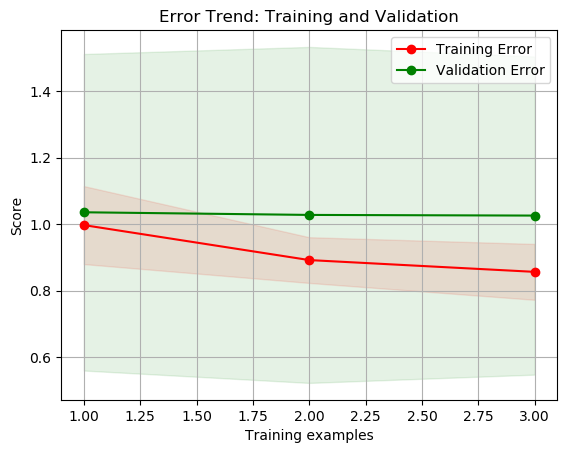 Error Trend: Training and Validation
Training Error
Validation Error
Score
1.4
1.2
1.0
0.8
0.6
1.00 1.25 1.50 1.75 2.00 2.25 2.50 2.75 3.00
Training examples